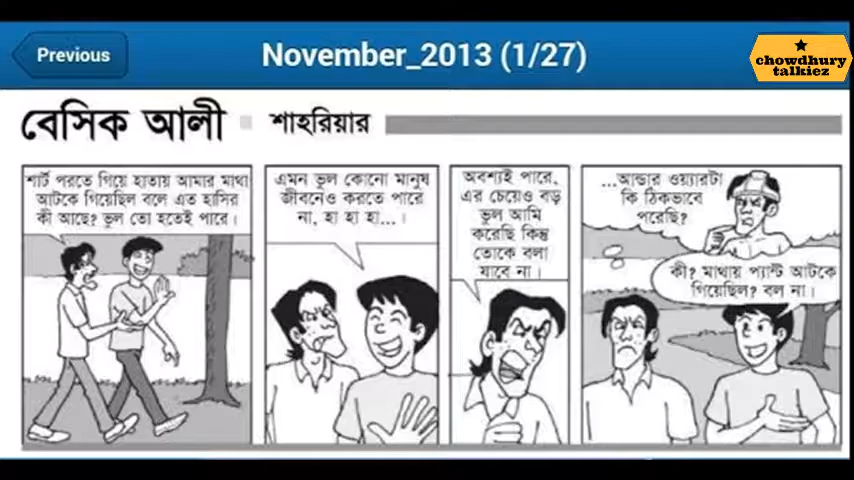 Previous
November_2013 (1/27)
chowdhury
talkiez
বেসিক আলী
শাহরিয়ার
শার্ট পরতে গিয়ে হাতায় আমার মাথা
আটকে গিয়েছিল বলে এত হাসির
কী আছে? ভুল তো হতেই পারে।
এমন ভুল কোনো মানুষ
জীবনেও করতে পারে
না, হা হা হা...।
অবশ্যই পারে,
এর চেয়েও বড়
ভুল আমি
করেছি কিন্তু
তোকে বলা
যাবে না।
...আন্ডার ওয়্যারটা
কি ঠিকভাবে
পরেছি?
কী? মাথায় প্যান্ট আটকে
গিয়েছিল? বল না।